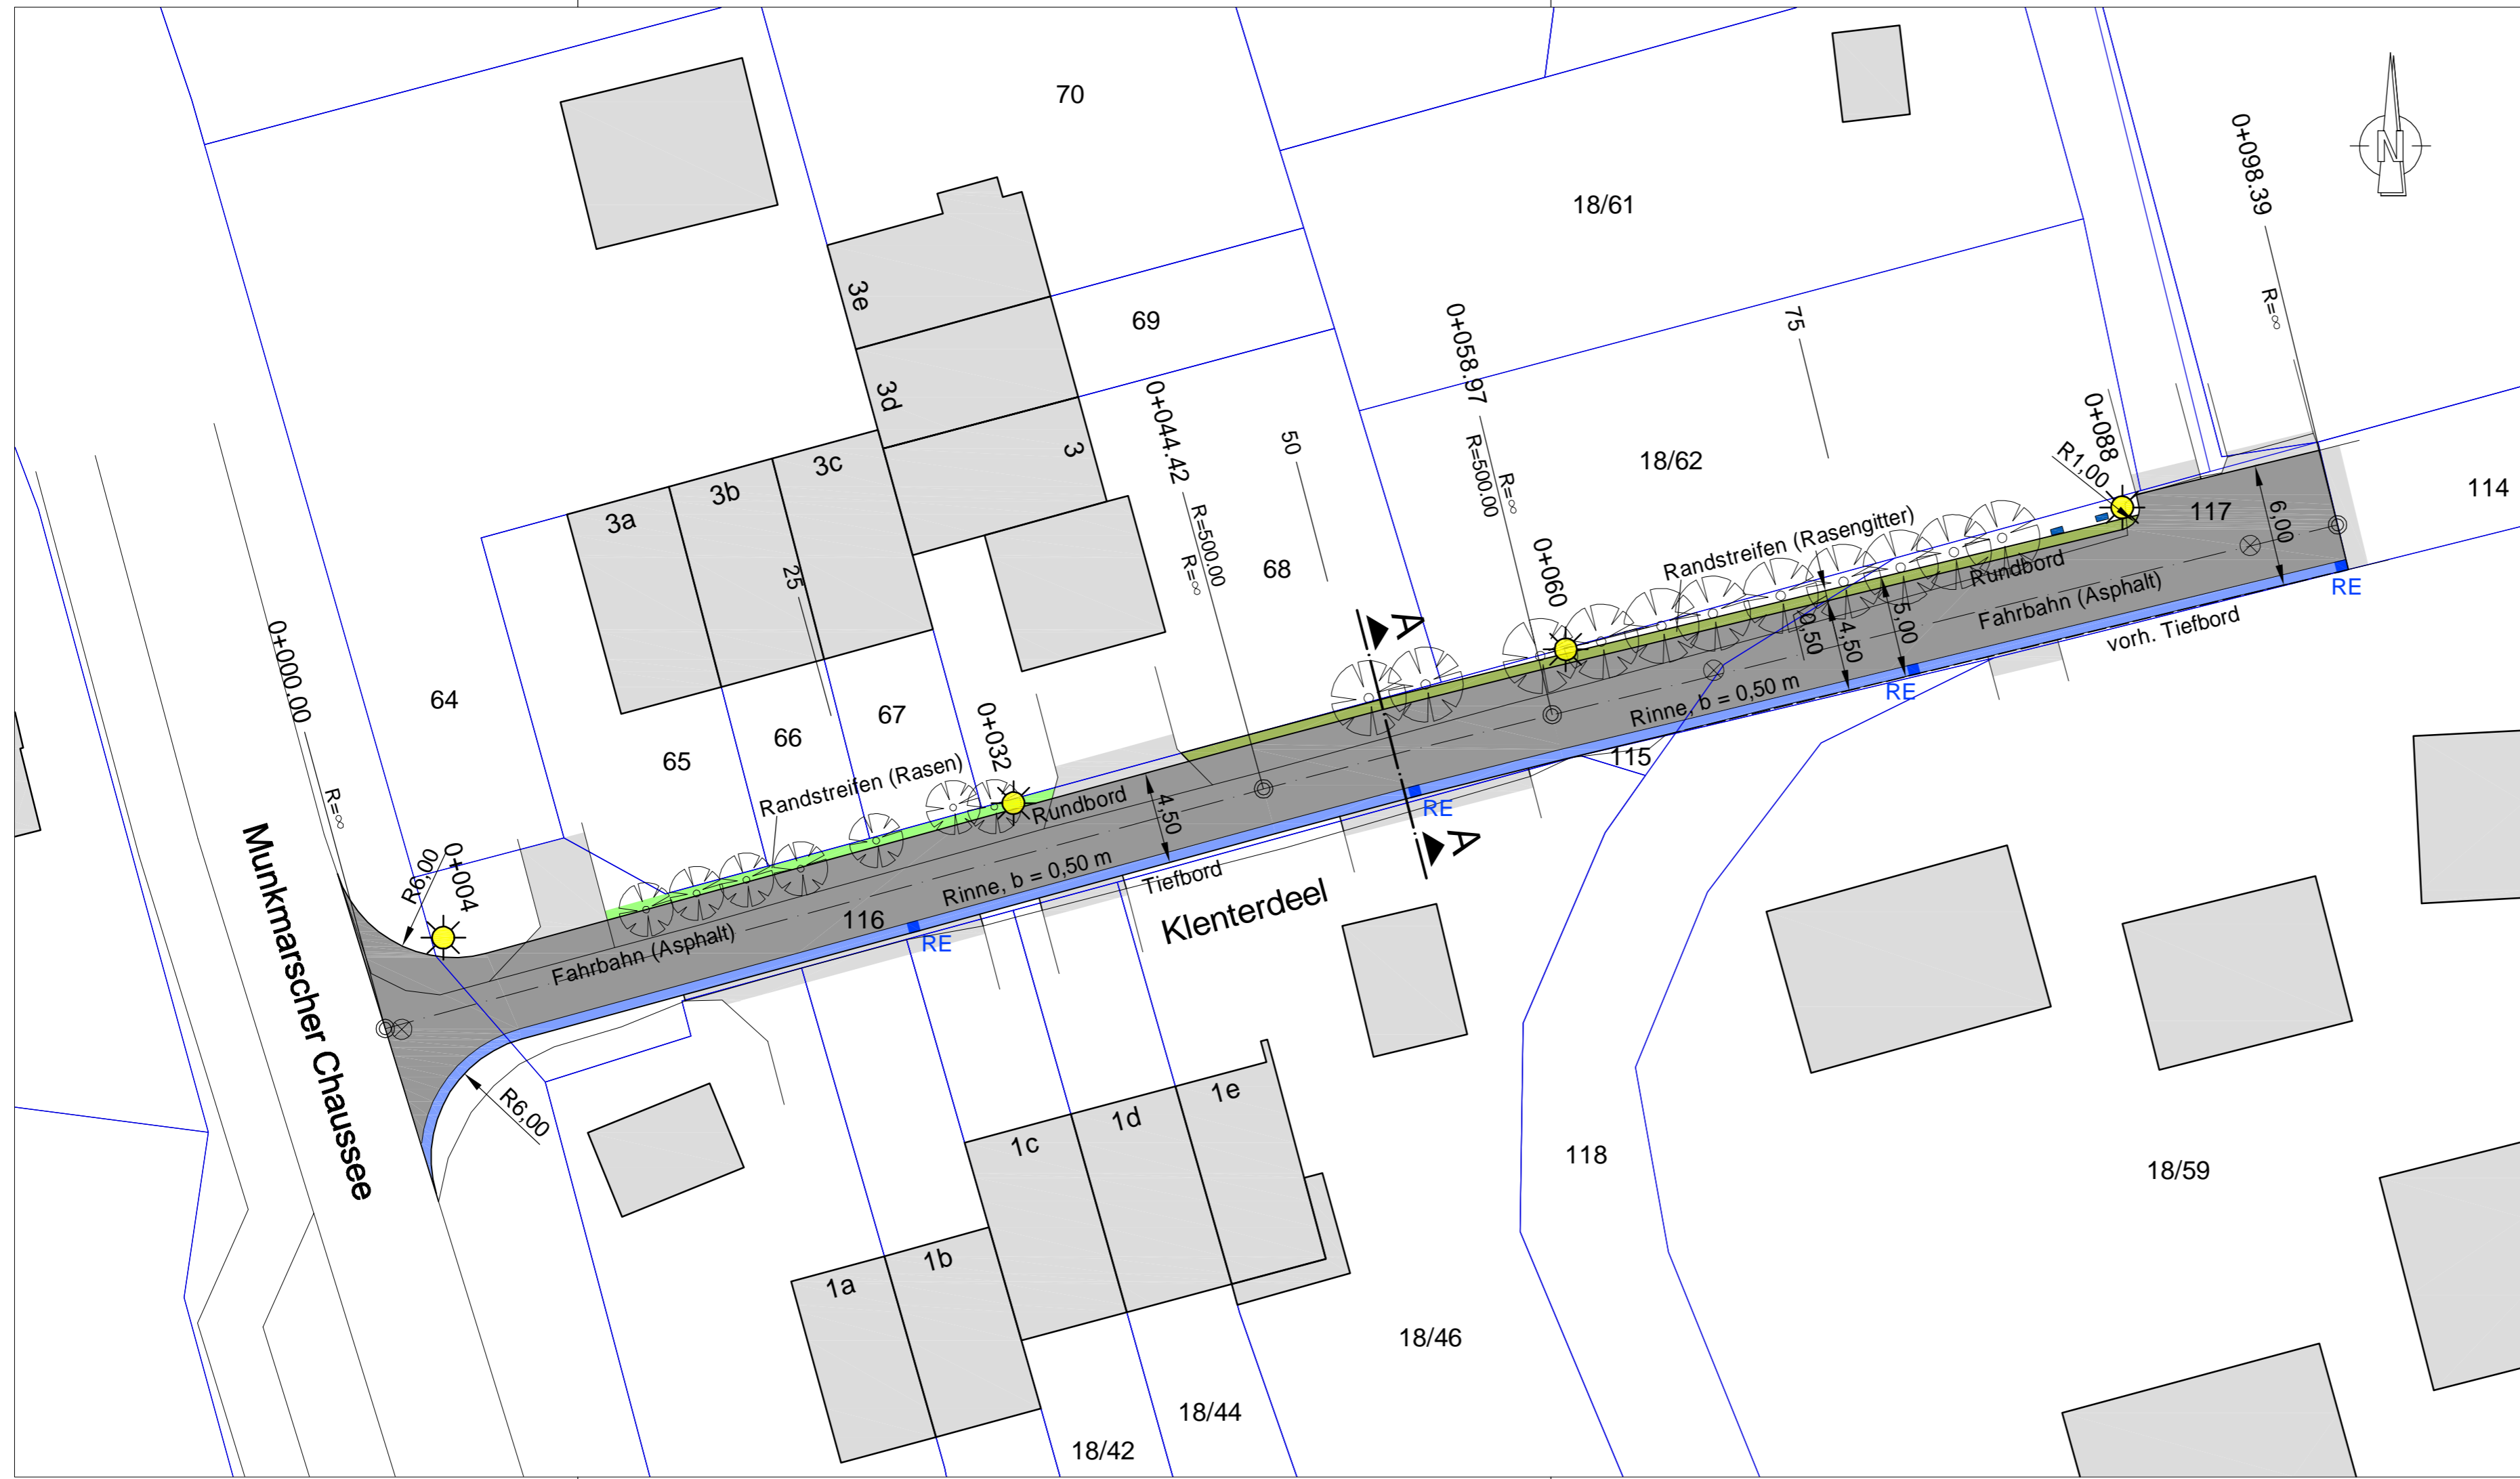 70
18/61
N
0+098.39
R=∞
3e
69
3d
0+058.97
R=500.00
R=∞
75
0+044.42
R=500.00
R=∞
50
3
3c
3b
3a
25
68
18/62
0+088
R1,00
117
6,00
114
Randstreifen (Rasengitter)
Rundbord
Fahrbahn (Asphalt)
vorh. Tiefbord
RE
0+060
A
0,50
4,50
5,00
RE
Rinne, b = 0,50 m
115
0+000.00
R=∞
64
65
66
67
0+032
Randstreifen (Rasen)
Rundbord
4,50
RE
A
Rinne, b = 0,50 m
Tiefbord
Klenterdeel
R6,00
0+004
116
Fahrbahn (Asphalt)
RE
Munkmarscher Chaussee
R6,00
1e
1d
1c
1b
1a
118
18/59
18/46
18/44
18/42